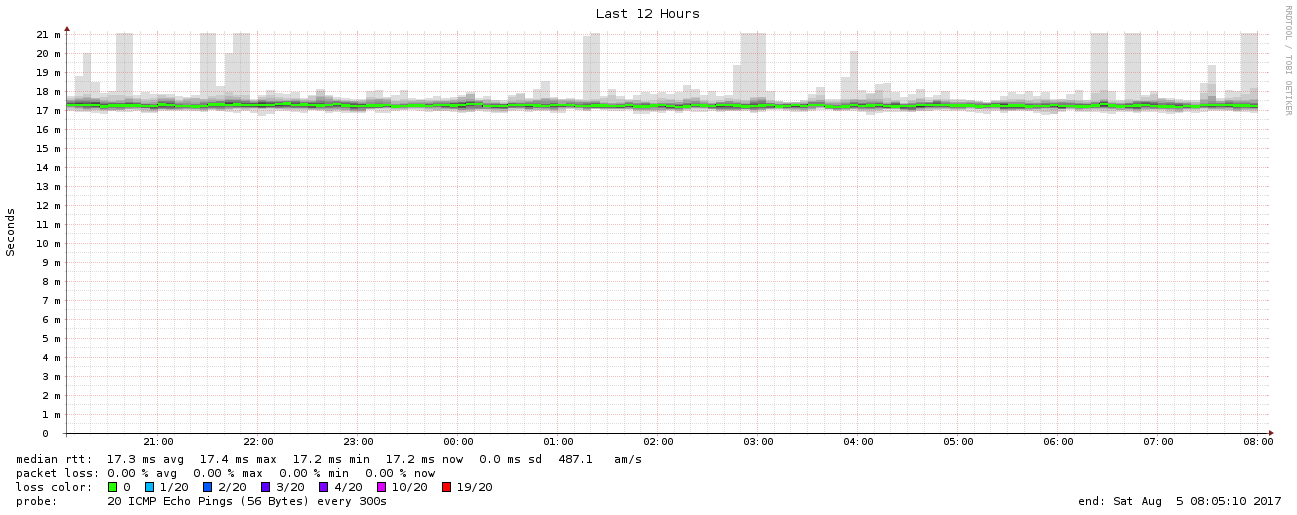 Last 12 Hours
RRDTOOL / TOBI OETIKER
Seconds
21 m
20 m
19 m
18 m
17 m
16 m
15 m
14 m
13 m
12 m
11 m
10 m
9 m
8 m
7 m
6 m
5 m
4 m
3 m
2 m
1 m
0
21:00 22:00 23:00 00:00 01:00 02:00 03:00 04:00 05:00 06:00 07:00 08:00
median rtt: 17.3 ms avg 17.4 ms max 17.2 ms min 17.2 ms now 0.0 ms sd 487.1 am/s
packet loss: 0.00 % avg 0.00 % max 0.00 % min 0.00 % now
loss color: 0 1/20 2/20 3/20 4/20 10/20 19/20
probe: 20 ICMP Echo Pings (56 Bytes) every 300s end: Sat Aug 5 08:05:10 2017